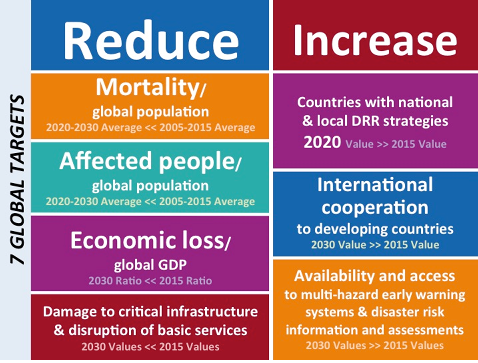 7 GLOBAL TARGETS
Reduce
Mortality/
global population
2020-2030 Average << 2005-2015 Average
Affected people/
global population
2020-2030 Average << 2005-2015 Average
Economic loss/
global GDP
2030 Ratio << 2015 Ratio
Damage to critical infrastructure
& disruption of basic services
2030 Values << 2015 Values
Increase
Countries with national
& local DRR strategies
2020 Value >> 2015 Value
International
cooperation
to developing countries
2030 Value >> 2015 Value
Availability and access
to multi-hazard early warning
systems & disaster risk
information and assessments
2030 Values >> 2015 Values